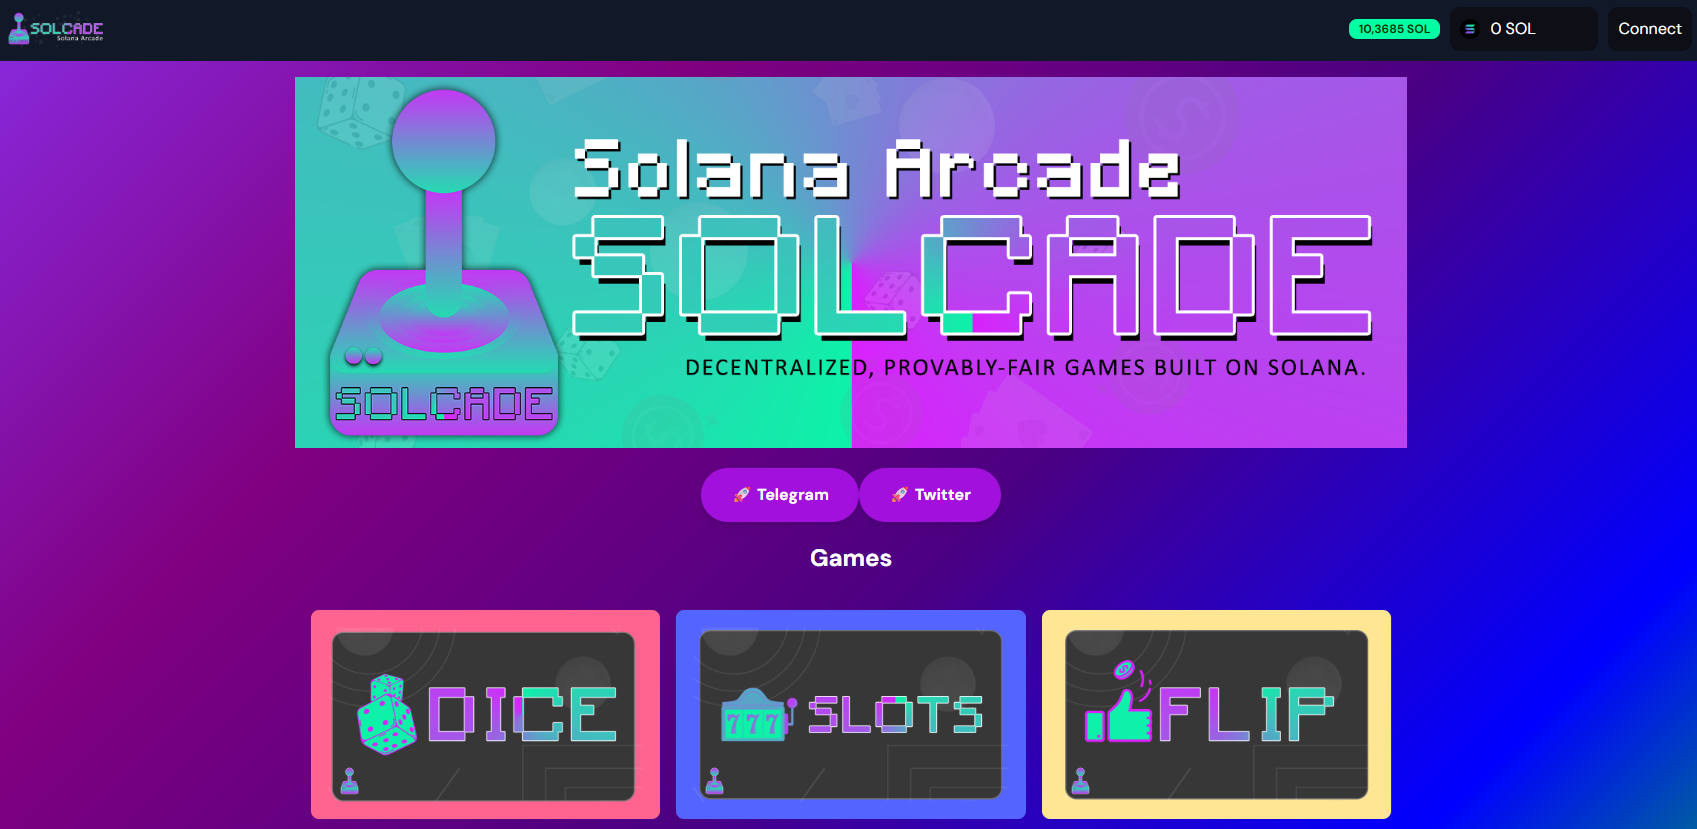 SOLCADE
Solana Arcade
10,3685 SOL
0 SOL
Connect
Solana Arcade
SOLCADE
DECENTRALIZED, PROVABLY-FAIR GAMES BUILT ON SOLANA.
SOLCADE
🚀 Telegram
🚀 Twitter
Games
DICE
777
SLOTS
FLIP